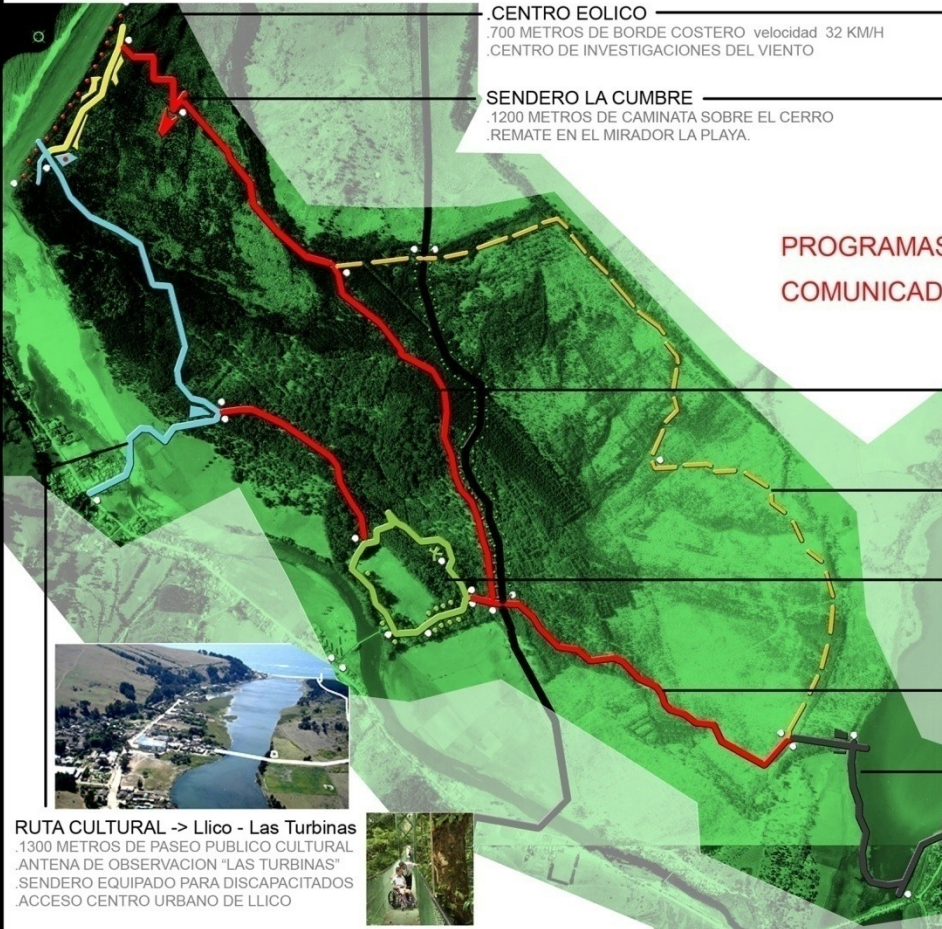 .CENTRO EOLICO
.700 METROS DE BORDE COSTERO velocidad 32 KM/H
.CENTRO DE INVESTIGACIONES DEL VIENTO
SENDERO LA CUMBRE
.1200 METROS DE CAMINATA SOBRE EL CERRO
.REMATE EN EL MIRADOR LA PLAYA.
PROGRAMAS
COMUNICAD
RUTA CULTURAL -> Llico - Las Turbinas
.1300 METROS DE PASEO PUBLICO CULTURAL
.ANTENA DE OBSERVACION “LAS TURBINAS”
.SENDERO EQUIPADO PARA DISCAPACITADOS
.ACCESO CENTRO URBANO DE LLICO